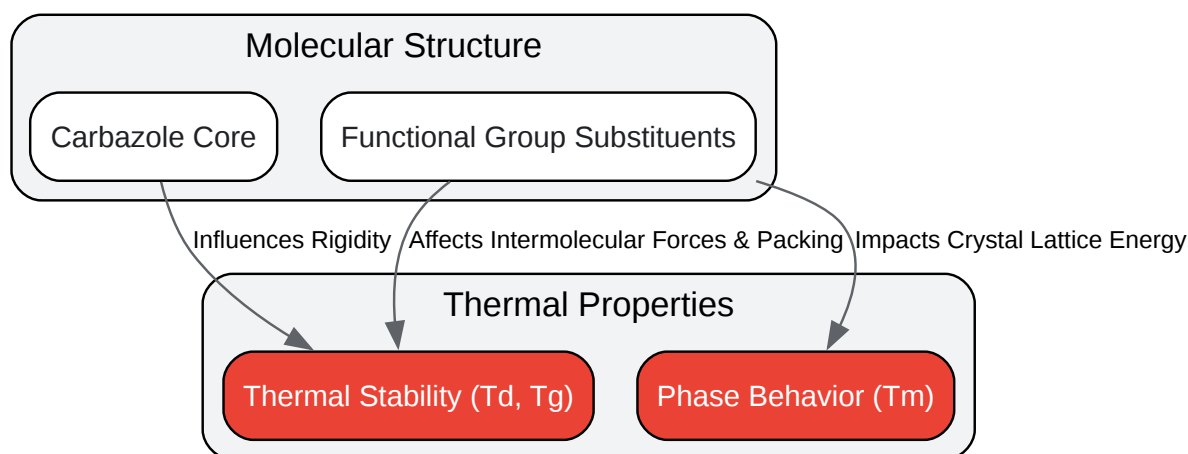 Molecular Structure
Carbazole Core
Functional Group Substituents
Influences Rigidity
Affects Intermolecular Forces & Packing
Impacts Crystal Lattice Energy
Thermal Properties
Thermal Stability (Td, Tg)
Phase Behavior (Tm)